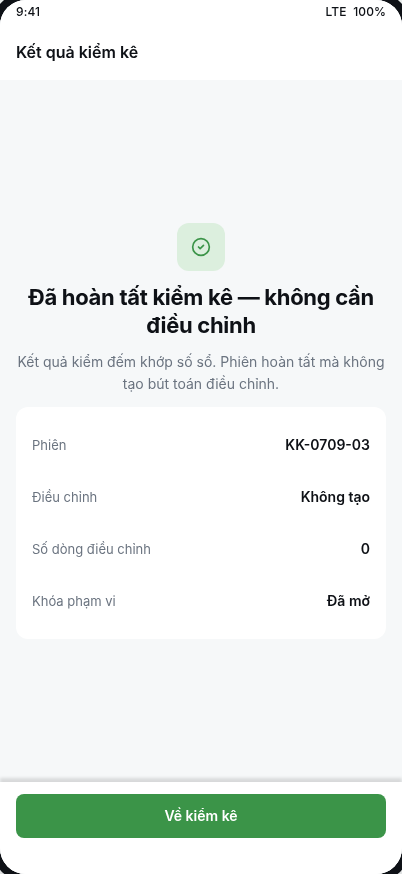 9:41
LTE 100%
Kết quả kiểm kê
Đã hoàn tất kiểm kê — không cần
điều chỉnh
Kết quả kiểm đếm khớp số sổ. Phiên hoàn tất mà không
tạo bút toán điều chỉnh.
Phiên KK-0709-03
Điều chỉnh Không tạo
Số dòng điều chỉnh 0
Khóa phạm vi Đã mở
Về kiểm kê